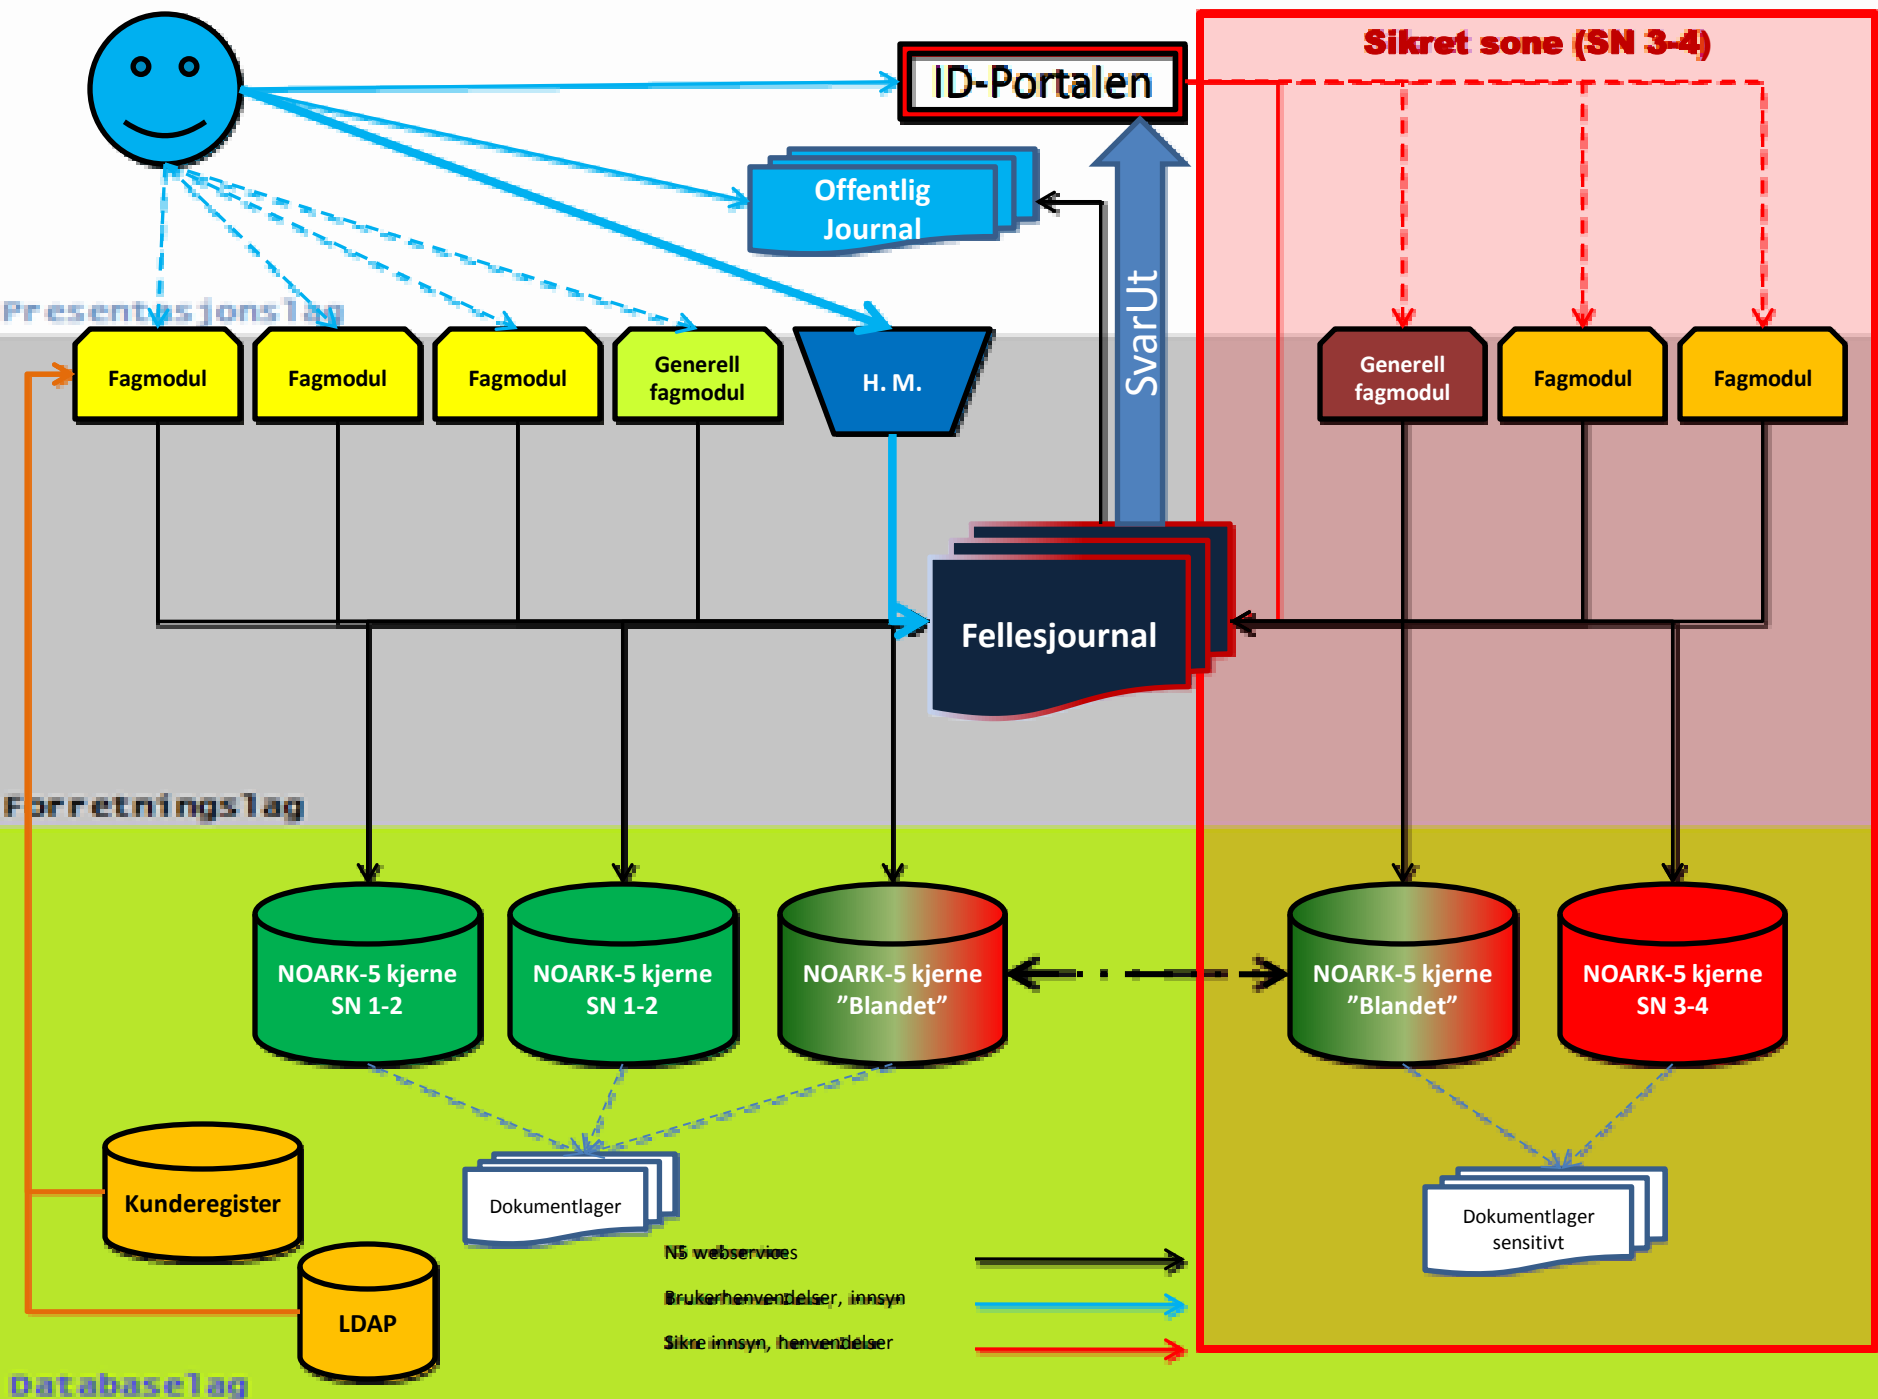 Sikret sone (SN 3-4)
ID-Portalen
Offentlig
Journal
SvarUt
Presentasjonslag
Fagmodul
Fagmodul
Fagmodul
Generell
fagmodul
H. M.
Generell
fagmodul
Fagmodul
Fagmodul
Fellesjournal
Forretningslag
NOARK-5 kjerne
SN 1-2
NOARK-5 kjerne
SN 1-2
NOARK-5 kjerne
”Blandet”
NOARK-5 kjerne
”Blandet”
NOARK-5 kjerne
SN 3-4
Kunderegister
Dokumentlager
Dokumentlager
sensitivt
LDAP
N5 webservices
Brukerhenvendelser, innsyn
Sikre innsyn, henvendelser
Databaselag